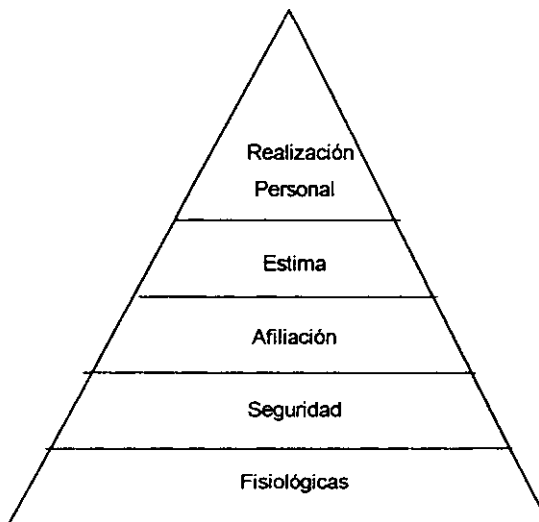 Realización
Personal
Estima
Afiliación
Seguridad
Fisiológicas